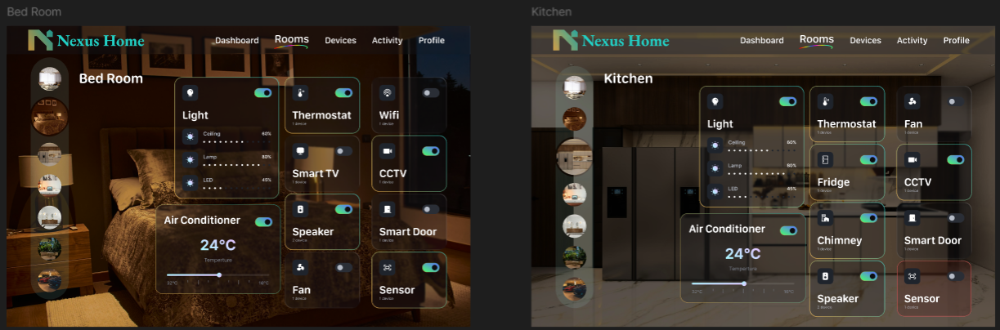 Bed Room
Nexus Home
Dashboard Rooms Devices Activity Profile
Bed Room
Light
Ceiling 60%
Lamp 80%
LED 45%
Thermostat
1 device
Wifi
1 device
Smart TV
1 device
CCTV
1 device
Air Conditioner
24°C
Temperture
32°C 16°C
Speaker
2 device
Smart Door
1 device
Fan
1 device
Sensor
1 device
Kitchen
Nexus Home
Dashboard Rooms Devices Activity Profile
Kitchen
Light
Ceiling 60%
Lamp 80%
LED 45%
Thermostat
1 device
Fan
1 device
Fridge
1 device
CCTV
1 device
Air Conditioner
24°C
Temperture
32°C 16°C
Chimney
1 device
Smart Door
1 device
Speaker
2 device
Sensor
1 device